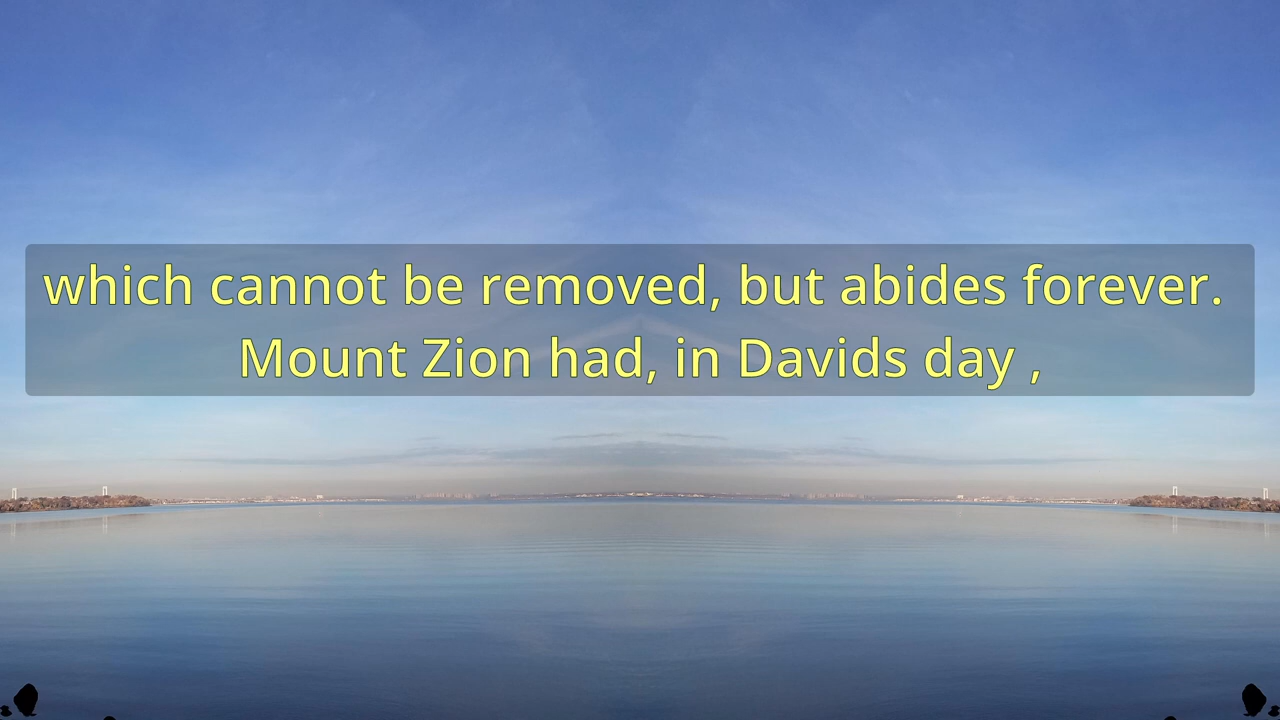 which cannot be removed, but abides forever.
Mount Zion had, in Davids day ,